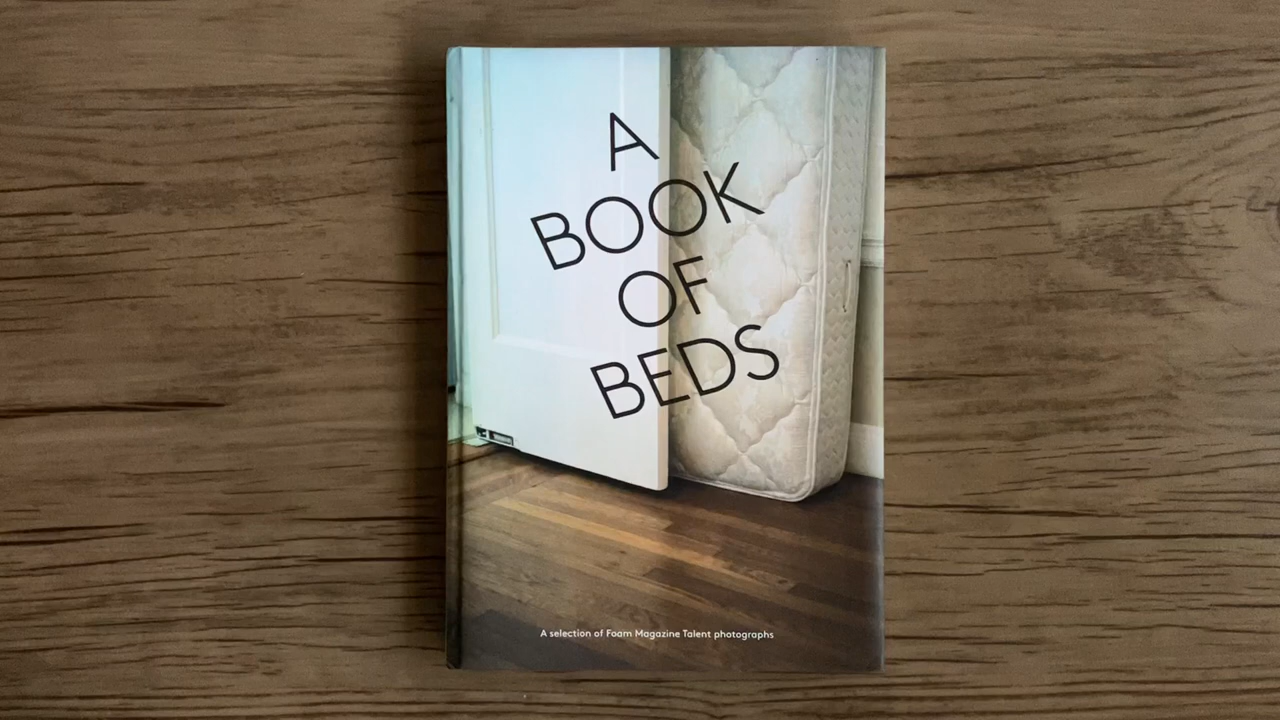 A
BOOK
OF
BEDS
A selection of Foam Magazine Talent photographs